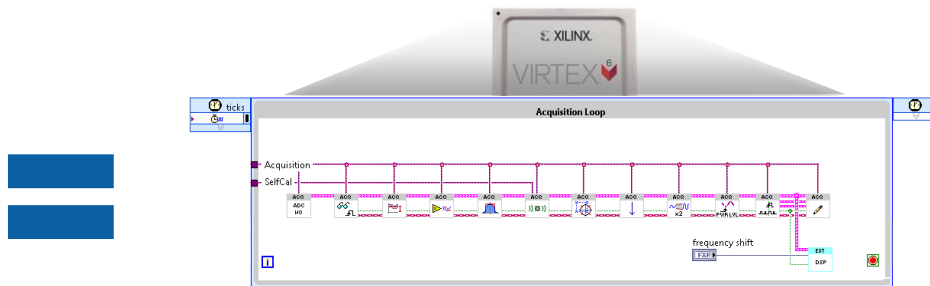 XILINX
VIRTEX 6
ticks
Acquisition Loop
Acquisition
SelfCal
ACQ ACQ ACQ ACQ ACQ ACQ ACQ ACQ ACQ ACQ ACQ ACQ
ADC
I/O
x2
PWR LVL
frequency shift
FXP
EXT
DSP
i